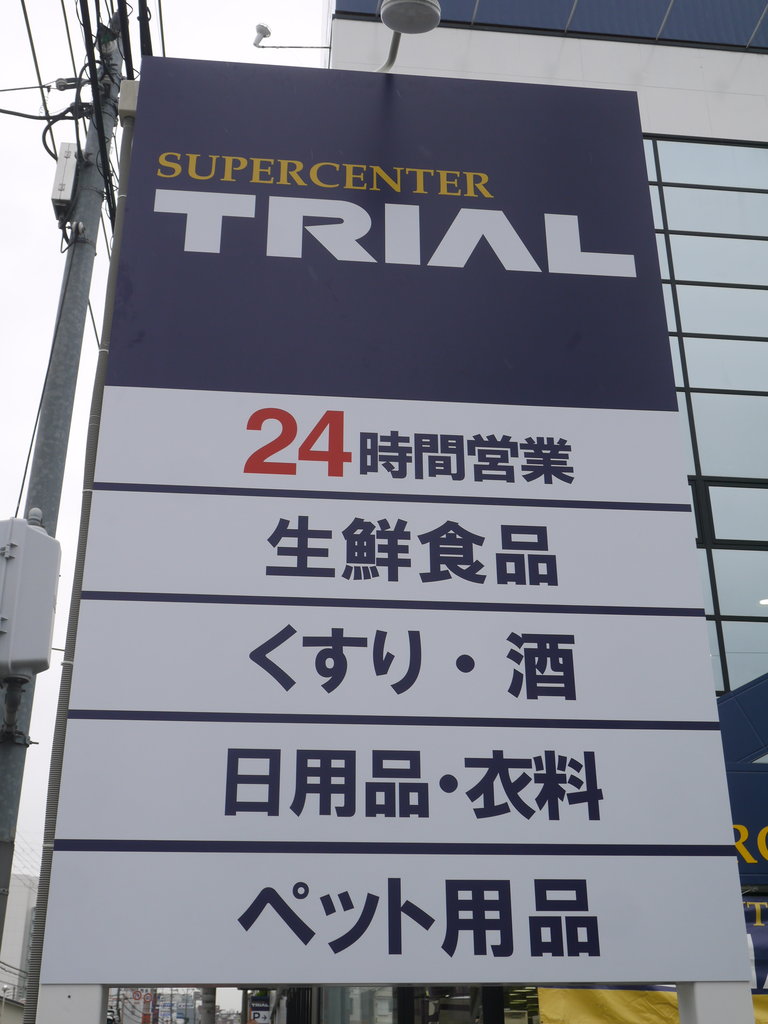 SUPERCENTER
TRIAL
24時間営業
生鮮食品
くすり・酒
日用品・衣料
ペット用品
TRIAL
P